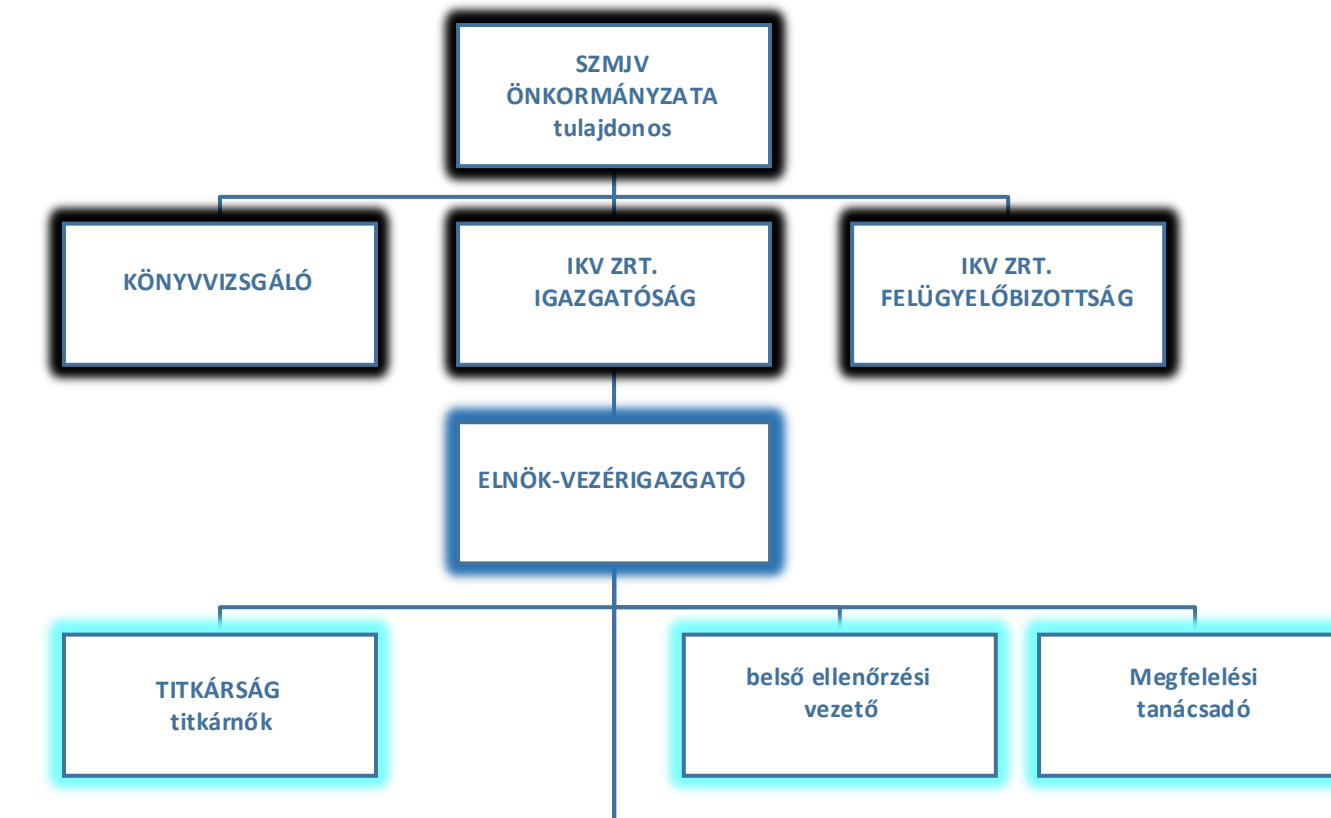 SZMJV
ÖNKORMÁNYZATA
tulajdonos
KÖNYVVIZSGÁLÓ
IKV ZRT.
IGAZGATÓSÁG
IKV ZRT.
FELÜGYELŐBIZOTTSÁG
ELNÖK-VEZÉRIGAZGATÓ
TITKÁRSÁG
titkárnők
belső ellenőrzési
vezető
Megfelelési
tanácsadó